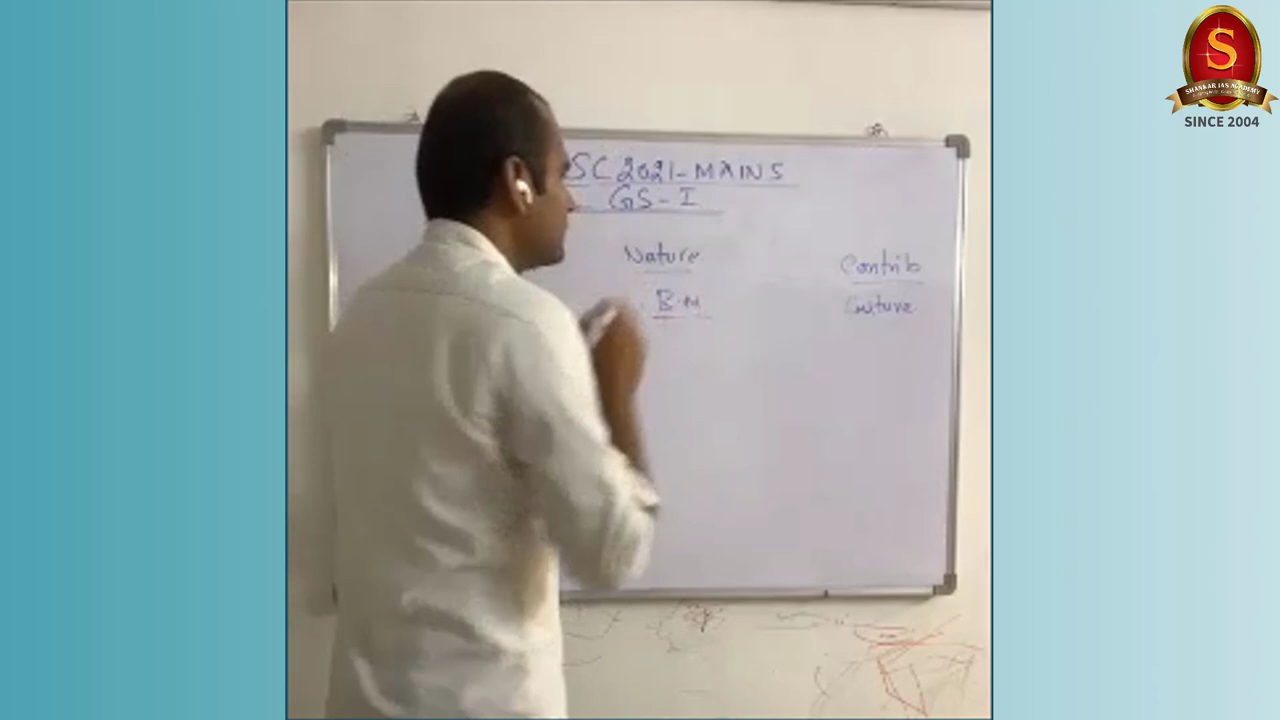 SC 2021-MAINS
GS-I
Nature
Contrib
B.M
Culture
S
SHANKAR IAS ACADEMY
SINCE 2004